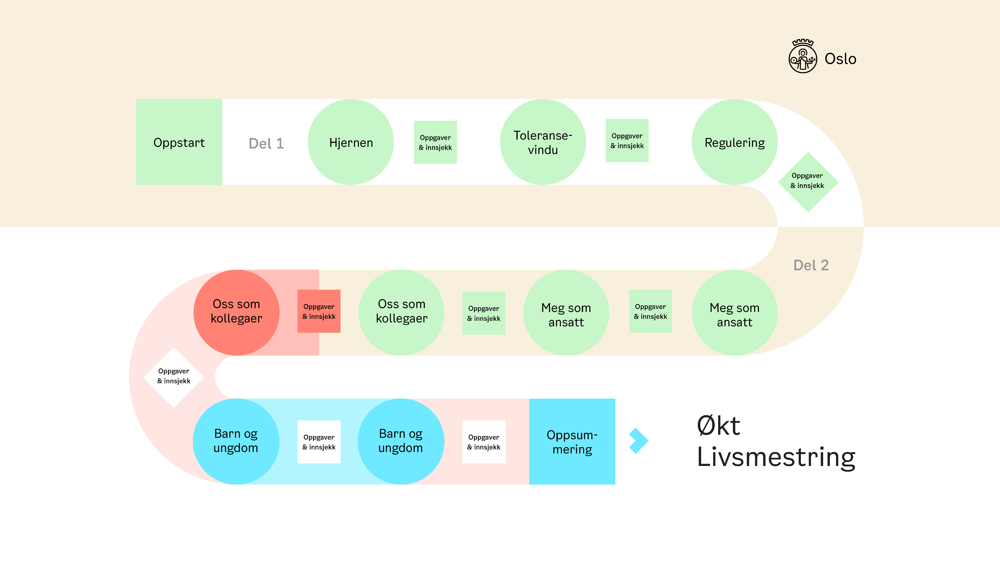 Oslo
Oppstart
Del 1
Hjernen
Oppgaver
& innsjekk
Toleranse-
vindu
Oppgaver
& innsjekk
Regulering
Oppgaver
& innsjekk
Del 2
Meg som
ansatt
Oppgaver
& innsjekk
Meg som
ansatt
Oppgaver
& innsjekk
Oss som
kollegaer
Oppgaver
& innsjekk
Oss som
kollegaer
Oppgaver
& innsjekk
Barn og
ungdom
Oppgaver
& innsjekk
Barn og
ungdom
Oppgaver
& innsjekk
Oppsum-
mering
Økt
Livsmestring